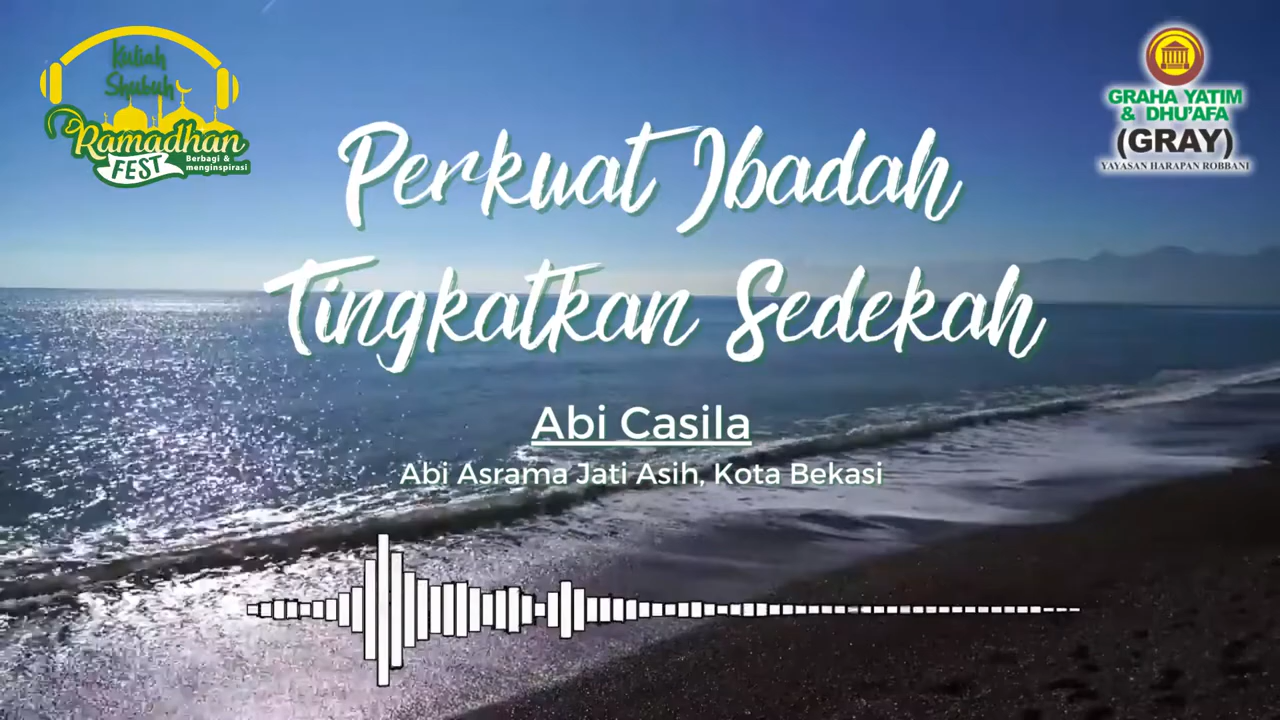 Kuliah
Shubuh
Ramadhan
FEST
Berbagi &
menginspirasi
GRAHA YATIM
& DHU'AFA
(GRAY)
YAYASAN HARAPAN ROBBANI
Perkuat Ibadah
Tingkatkan Sedekah
Abi Casila
Abi Asrama Jati Asih, Kota Bekasi